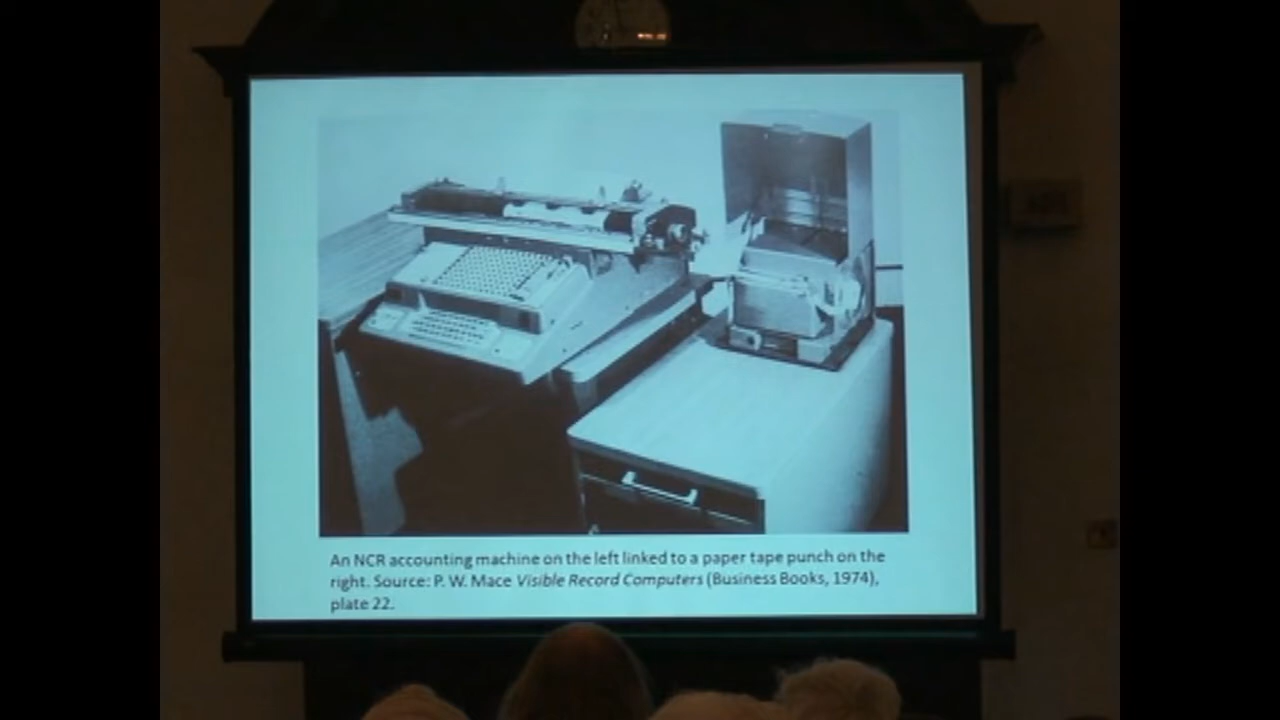 An NCR accounting machine on the left linked to a paper tape punch on the
right. Source: P. W. Mace Visible Record Computers (Business Books, 1974),
plate 22.